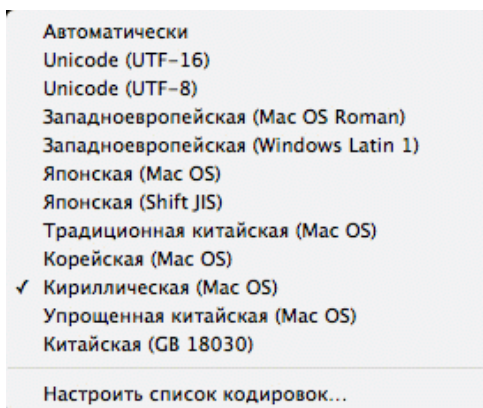 Автоматически
Unicode (UTF-16)
Unicode (UTF-8)
Западноевропейская (Mac OS Roman)
Западноевропейская (Windows Latin 1)
Японская (Mac OS)
Японская (Shift JIS)
Традиционная китайская (Mac OS)
Корейская (Mac OS)
✓ Кириллическая (Mac OS)
Упрощенная китайская (Mac OS)
Китайская (GB 18030)
Настроить список кодировок...